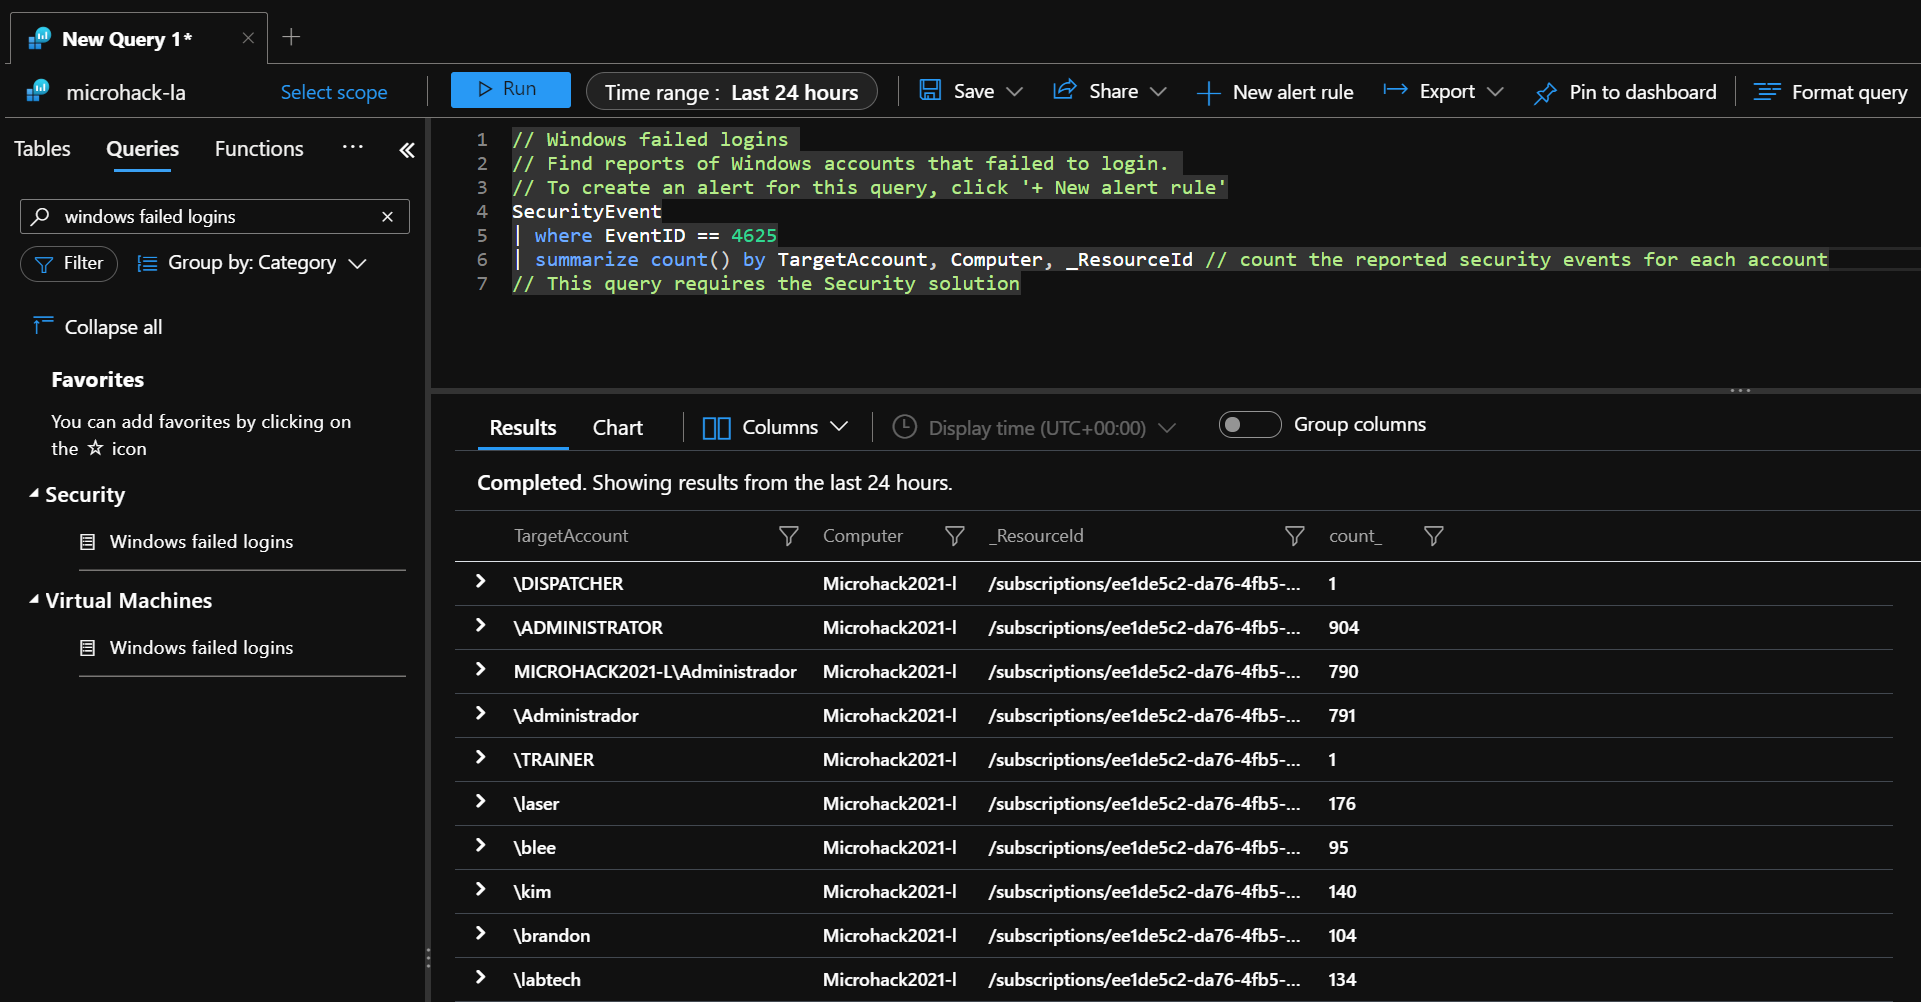 New Query 1*
microhack-la
Select scope
Run
Time range : Last 24 hours
Save
Share
New alert rule
Export
Pin to dashboard
Format query
Tables
Queries
Functions
...
windows failed logins
Filter
Group by: Category
Collapse all
Favorites
You can add favorites by clicking on
the ☆ icon
Security
Windows failed logins
Virtual Machines
Windows failed logins
1 // Windows failed logins
2 // Find reports of Windows accounts that failed to login.
3 // To create an alert for this query, click '+ New alert rule'
4 SecurityEvent
5 | where EventID == 4625
6 | summarize count() by TargetAccount, Computer, _ResourceId // count the reported security events for each account
7 // This query requires the Security solution
Results
Chart
Columns
Display time (UTC+00:00)
Group columns
Completed. Showing results from the last 24 hours.
TargetAccount Computer _ResourceId count_
\DISPATCHER Microhack2021-l /subscriptions/ee1de5c2-da76-4fb5-... 1
\ADMINISTRATOR Microhack2021-l /subscriptions/ee1de5c2-da76-4fb5-... 904
MICROHACK2021-L\Administrador Microhack2021-l /subscriptions/ee1de5c2-da76-4fb5-... 790
\Administrador Microhack2021-l /subscriptions/ee1de5c2-da76-4fb5-... 791
\TRAINER Microhack2021-l /subscriptions/ee1de5c2-da76-4fb5-... 1
\laser Microhack2021-l /subscriptions/ee1de5c2-da76-4fb5-... 176
\blee Microhack2021-l /subscriptions/ee1de5c2-da76-4fb5-... 95
\kim Microhack2021-l /subscriptions/ee1de5c2-da76-4fb5-... 140
\brandon Microhack2021-l /subscriptions/ee1de5c2-da76-4fb5-... 104
\labtech Microhack2021-l /subscriptions/ee1de5c2-da76-4fb5-... 134